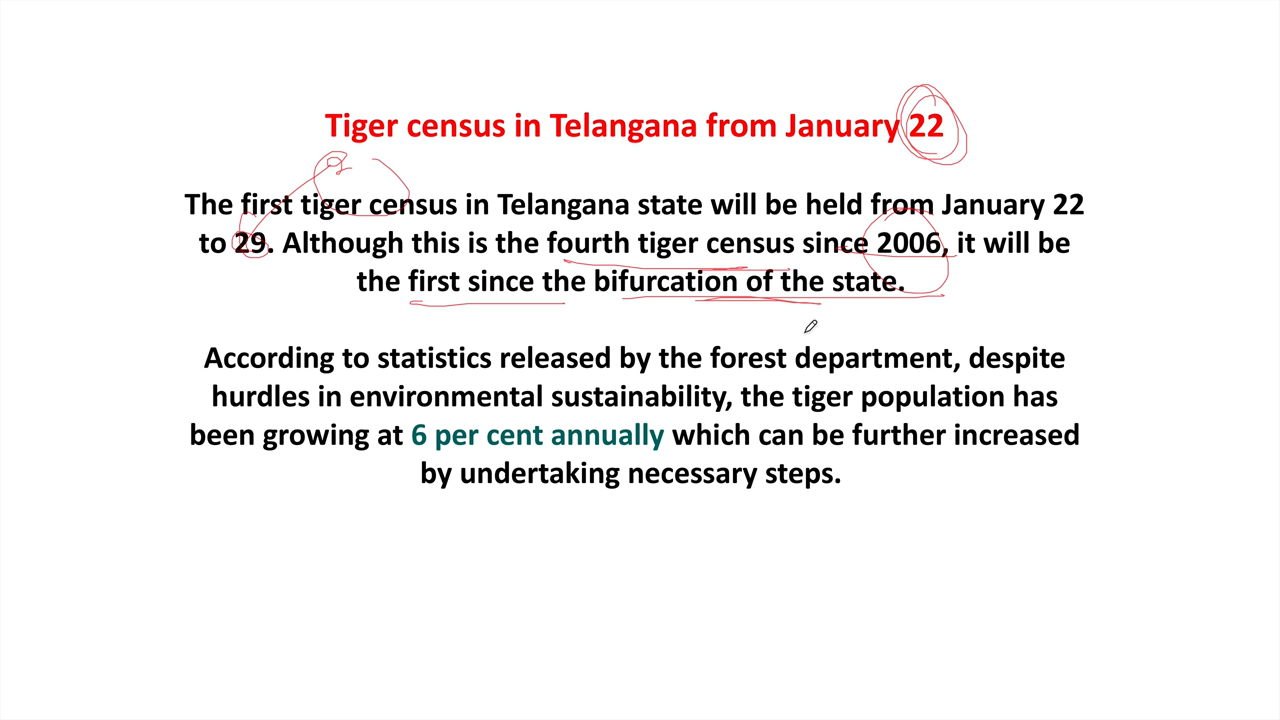 Tiger census in Telangana from January 22
The first tiger census in Telangana state will be held from January 22
to 29. Although this is the fourth tiger census since 2006, it will be
the first since the bifurcation of the state.
According to statistics released by the forest department, despite
hurdles in environmental sustainability, the tiger population has
been growing at 6 per cent annually which can be further increased
by undertaking necessary steps.